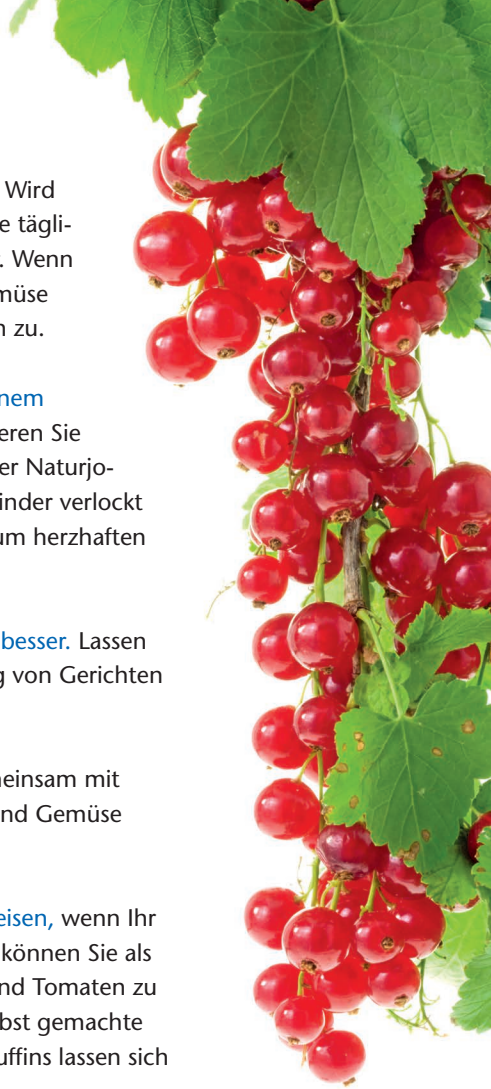 Wird
e tägli-
. Wenn
müse
n zu.
nem
eren Sie
er Naturjo-
inder verlockt
um herzhaften
besser. Lassen
g von Gerichten
neinsam mit
nd Gemüse
eisen, wenn Ihr
können Sie als
nd Tomaten zu
bst gemachte
uffins lassen sich